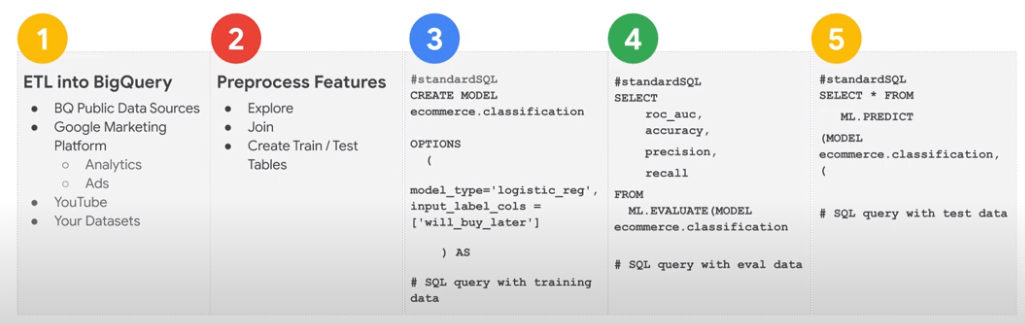 1
ETL into BigQuery
● BQ Public Data Sources
● Google Marketing
Platform
○ Analytics
○ Ads
● YouTube
● Your Datasets
2
Preprocess Features
● Explore
● Join
● Create Train / Test
Tables
3
#standardSQL
CREATE MODEL
ecommerce.classification
OPTIONS
(
model_type='logistic_reg',
input_label_cols =
['will_buy_later']
) AS
# SQL query with training
data
4
#standardSQL
SELECT
roc_auc,
accuracy,
precision,
recall
FROM
ML.EVALUATE(MODEL
ecommerce.classification
# SQL query with eval data
5
#standardSQL
SELECT * FROM
ML.PREDICT
(MODEL
ecommerce.classification,
(
# SQL query with test data